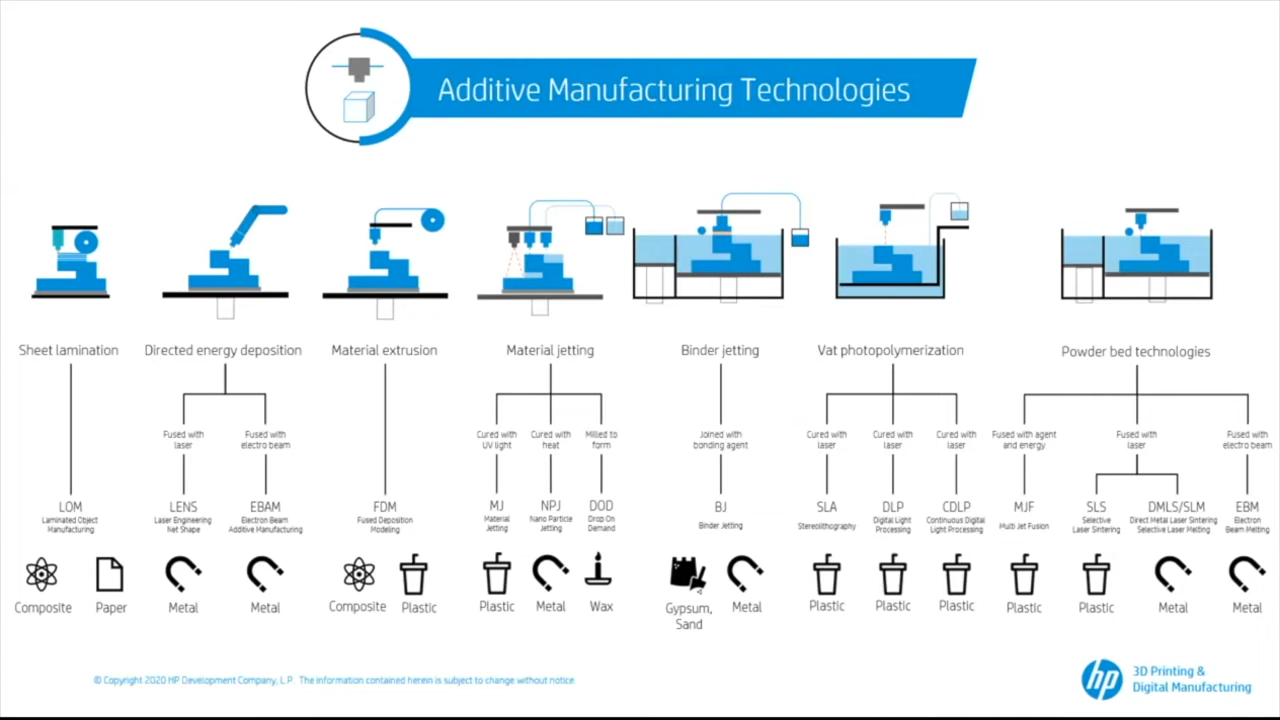 Additive Manufacturing Technologies
Sheet lamination
Directed energy deposition
Material extrusion
Material jetting
Binder jetting
Vat photopolymerization
Powder bed technologies
Fused with
laser
Fused with
electro beam
Cured with
UV light
Cured with
heat
Milled to
form
Joined with
bonding agent
Cured with
laser
Cured with
laser
Cured with
laser
Fused with agent
and energy
Fused with
laser
Fused with
electro beam
LOM
Laminated Object
Manufacturing
LENS
Laser Engineering
Net Shape
EBAM
Electron Beam
Additive Manufacturing
FDM
Fused Deposition
Modeling
MJ
Material
Jetting
NPJ
Nano Particle
Jetting
DOD
Drop On
Demand
BJ
Binder Jetting
SLA
Stereolithography
DLP
Digital Light
Processing
CDLP
Continuous Digital
Light Processing
MJF
Multi Jet Fusion
SLS
Selective
Laser Sintering
DMLS/SLM
Direct Metal Laser Sintering
Selective Laser Melting
EBM
Electron
Beam Melting
Composite
Paper
Metal
Metal
Composite
Plastic
Plastic
Metal
Wax
Gypsum,
Sand
Metal
Plastic
Plastic
Plastic
Plastic
Plastic
Metal
Metal
© Copyright 2020 HP Development Company, L.P. The information contained herein is subject to change without notice
hp
3D Printing &
Digital Manufacturing